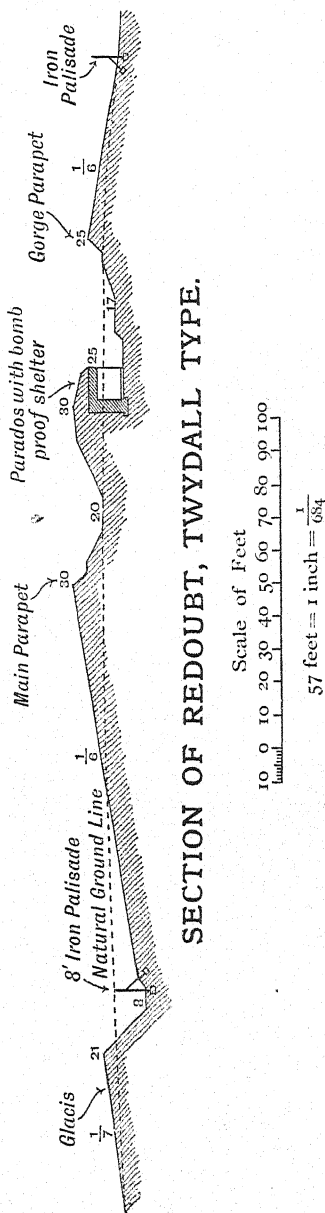 Glacis
1/7
21
8' Iron Palisade
Natural Ground Line
8
1/6
Main Parapet
30
20
Parados with bomb
proof shelter
30
25
17
Gorge Parapet
25
1/6
Iron
Palisade
SECTION OF REDOUBT, TWYDALL TYPE.
Scale of Feet
10 0 10 20 30 40 50 60 70 80 90 100
57 feet = 1 inch = 1/684